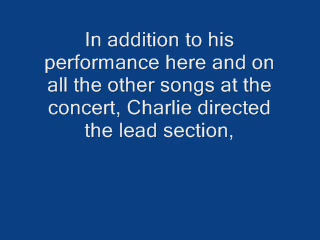 In addition to his
performance here and on
all the other songs at the
concert, Charlie directed
the lead section,